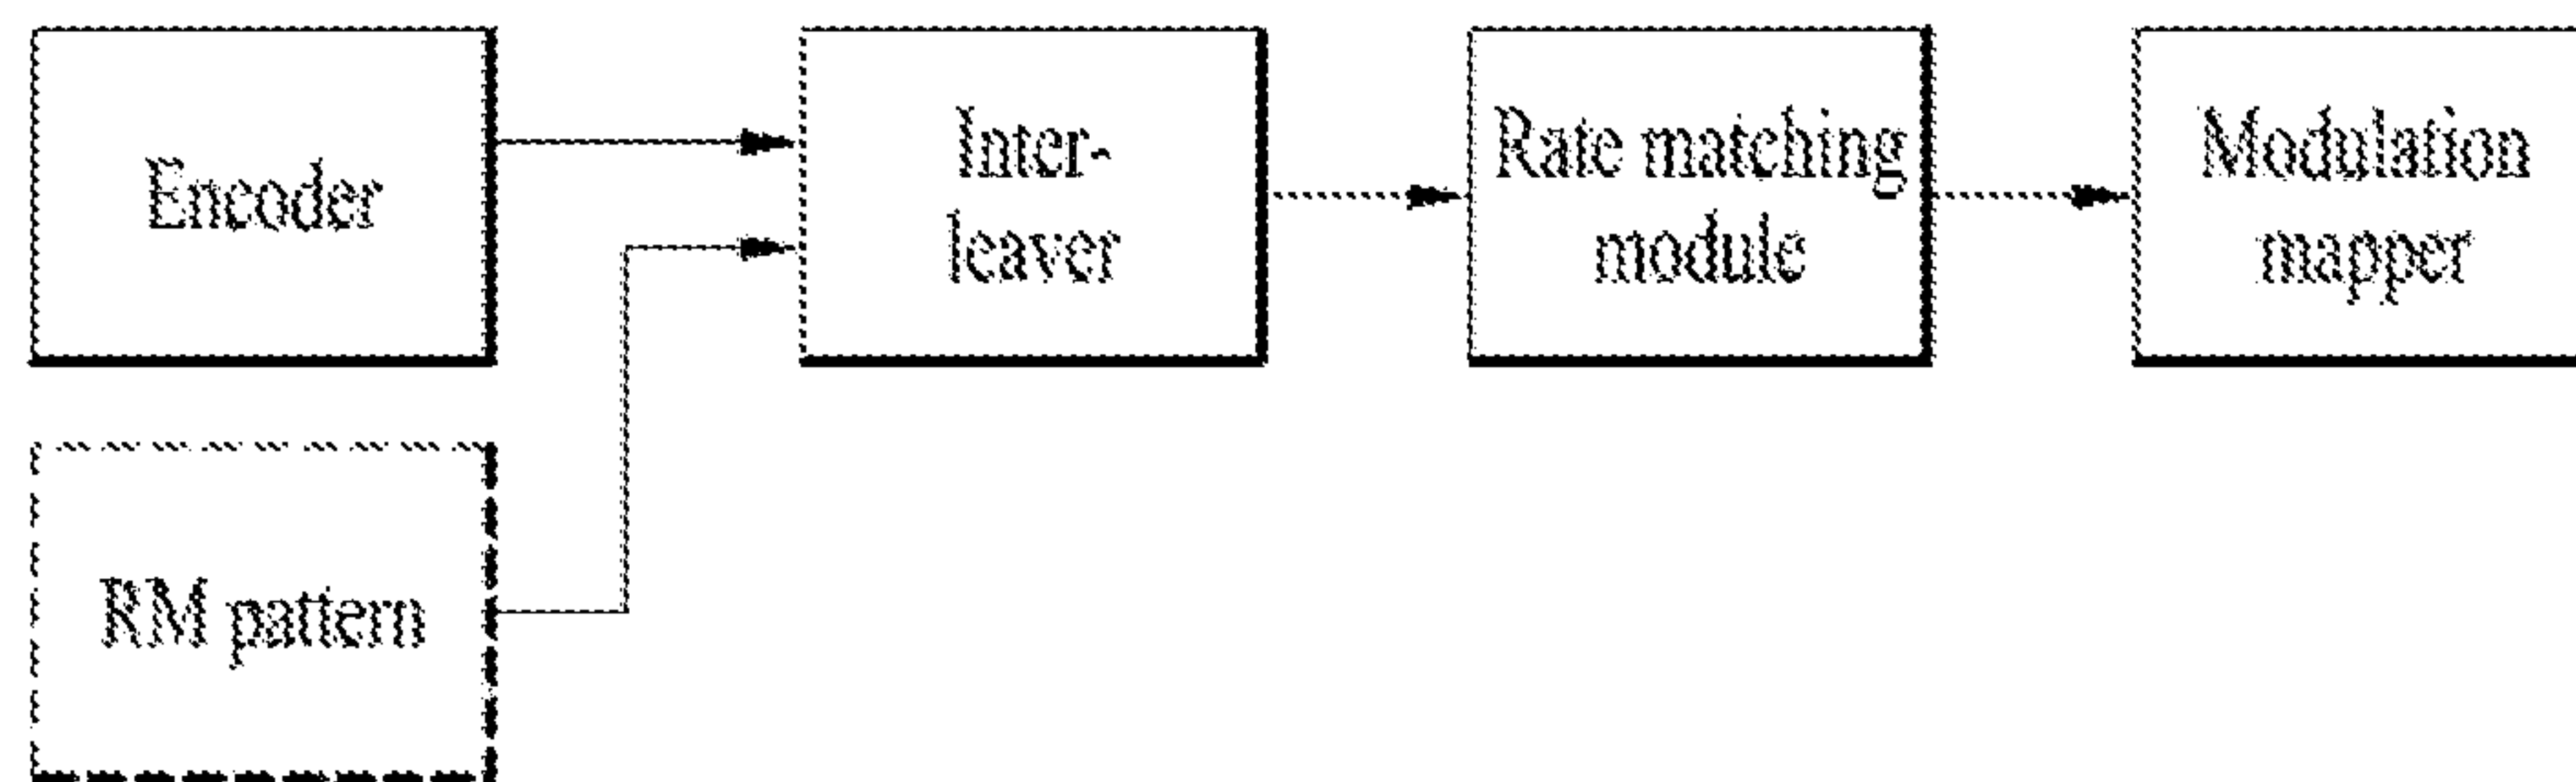 Encoder
Inter-
leaver
Rate matching
module
Modulation
mapper
RM pattern